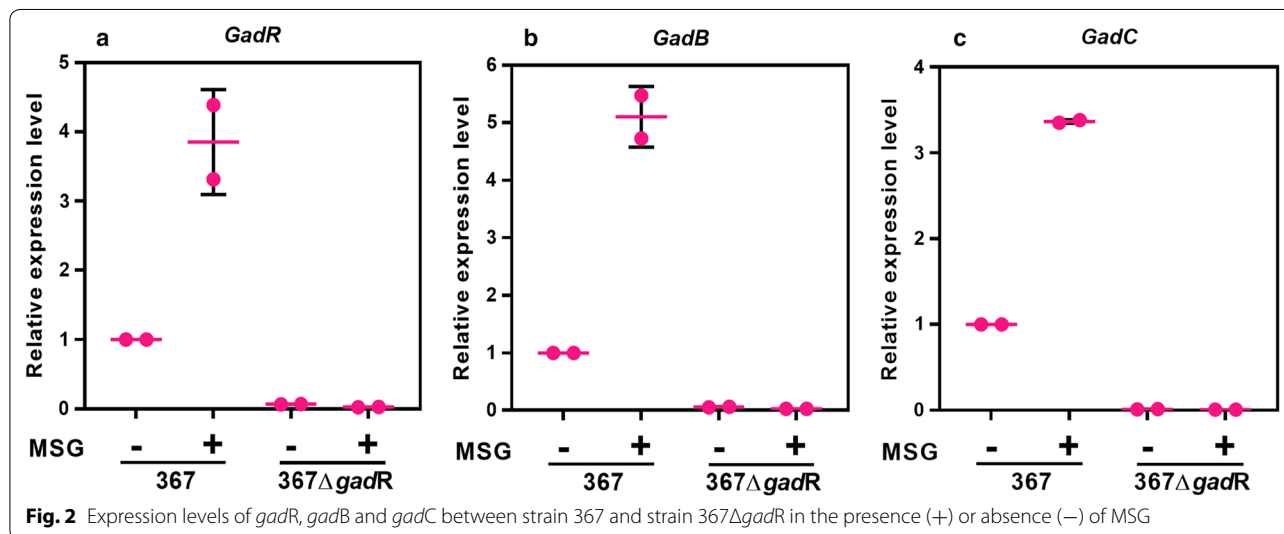 a GadR
Relative expression level
5
4
3
2
1
0
MSG - + - +
367 367ΔgadR
b GadB
Relative expression level
6
5
4
3
2
1
0
MSG - + - +
367 367ΔgadR
c GadC
Relative expression level
4
3
2
1
0
MSG - + - +
367 367ΔgadR
Fig. 2 Expression levels of gadR, gadB and gadC between strain 367 and strain 367ΔgadR in the presence (+) or absence (−) of MSG